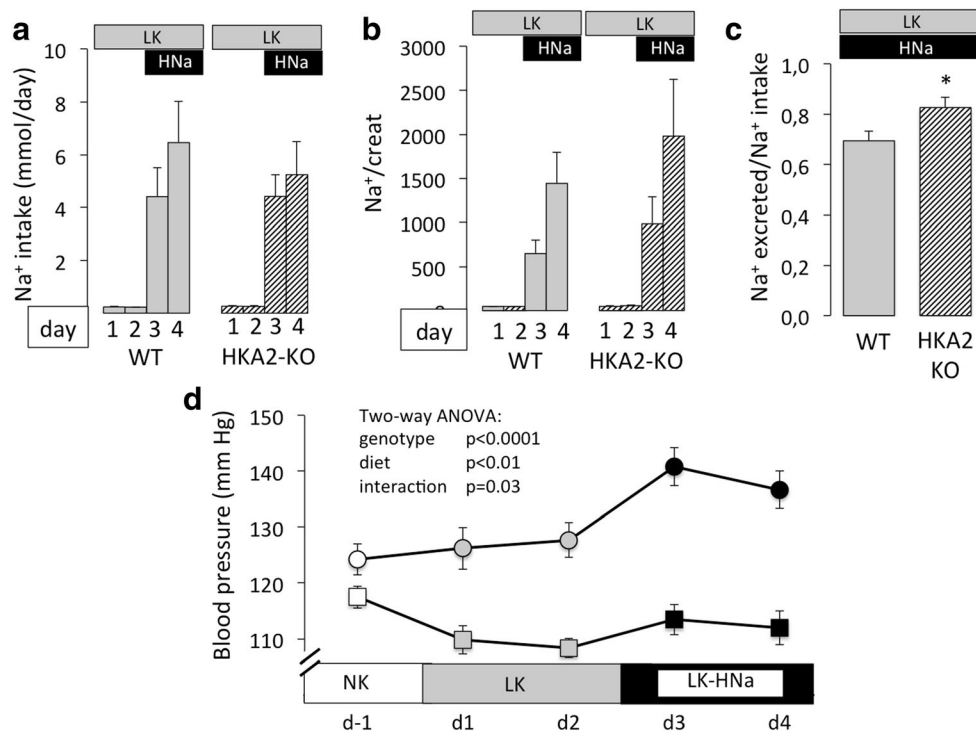 a
LK
LK
HNa
HNa
Na⁺ intake (mmol/day)
10
8
6
4
2
day
1 2 3 4
1 2 3 4
WT
HKA2-KO
b
LK
LK
HNa
HNa
Na⁺/creat
3000
2500
2000
1500
1000
500
day
1 2 3 4
1 2 3 4
WT
HKA2-KO
c
LK
HNa
Na⁺ excreted/Na⁺ intake
1,0
0,8
0,6
0,4
0,2
0,0
*
WT
HKA2
KO
d
Blood pressure (mm Hg)
150
140
130
120
110
Two-way ANOVA:
genotype p<0.0001
diet p<0.01
interaction p=0.03
NK
LK
LK-HNa
d-1
d1
d2
d3
d4